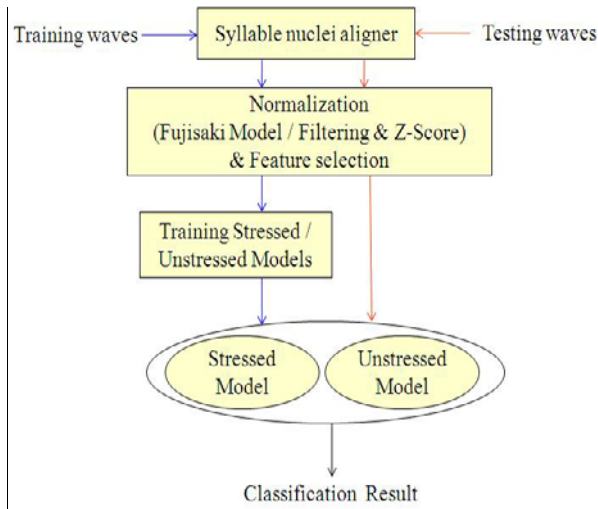 Training waves
Syllable nuclei aligner
Testing waves
Normalization
(Fujisaki Model / Filtering & Z-Score)
& Feature selection
Training Stressed /
Unstressed Models
Stressed
Model
Unstressed
Model
Classification Result